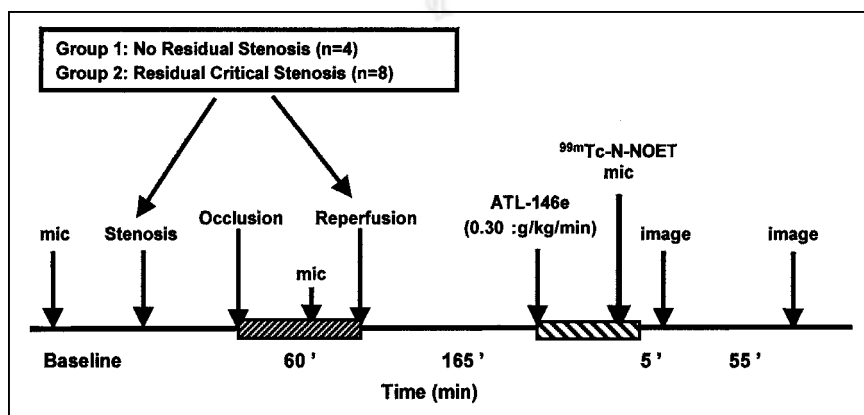 Group 1: No Residual Stenosis (n=4)
Group 2: Residual Critical Stenosis (n=8)
99mTc-N-NOET
mic
ATL-146e
(0.30 :g/kg/min)
mic
Stenosis
Occlusion
Reperfusion
image
image
mic
Baseline
60 '
165 '
5 '
55 '
Time (min)